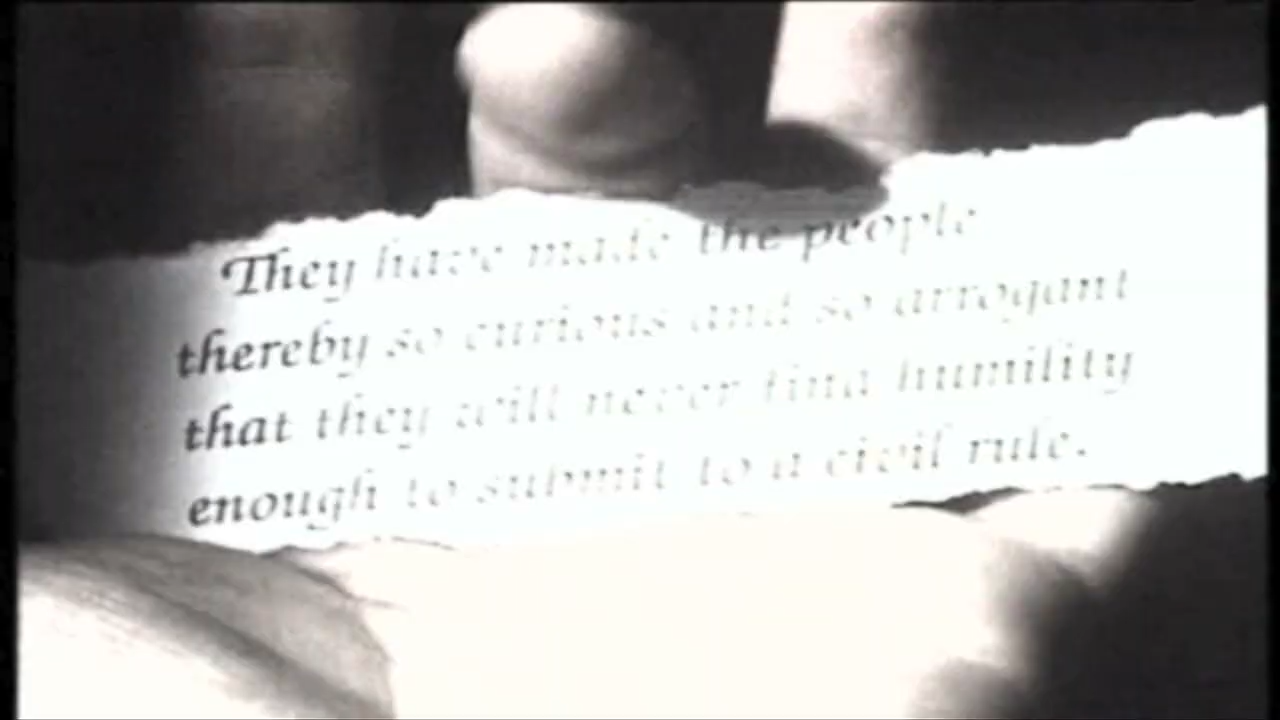 They have made the people
thereby so curious and so arrogant
that they will never find humility
enough to submit to a civil rule.